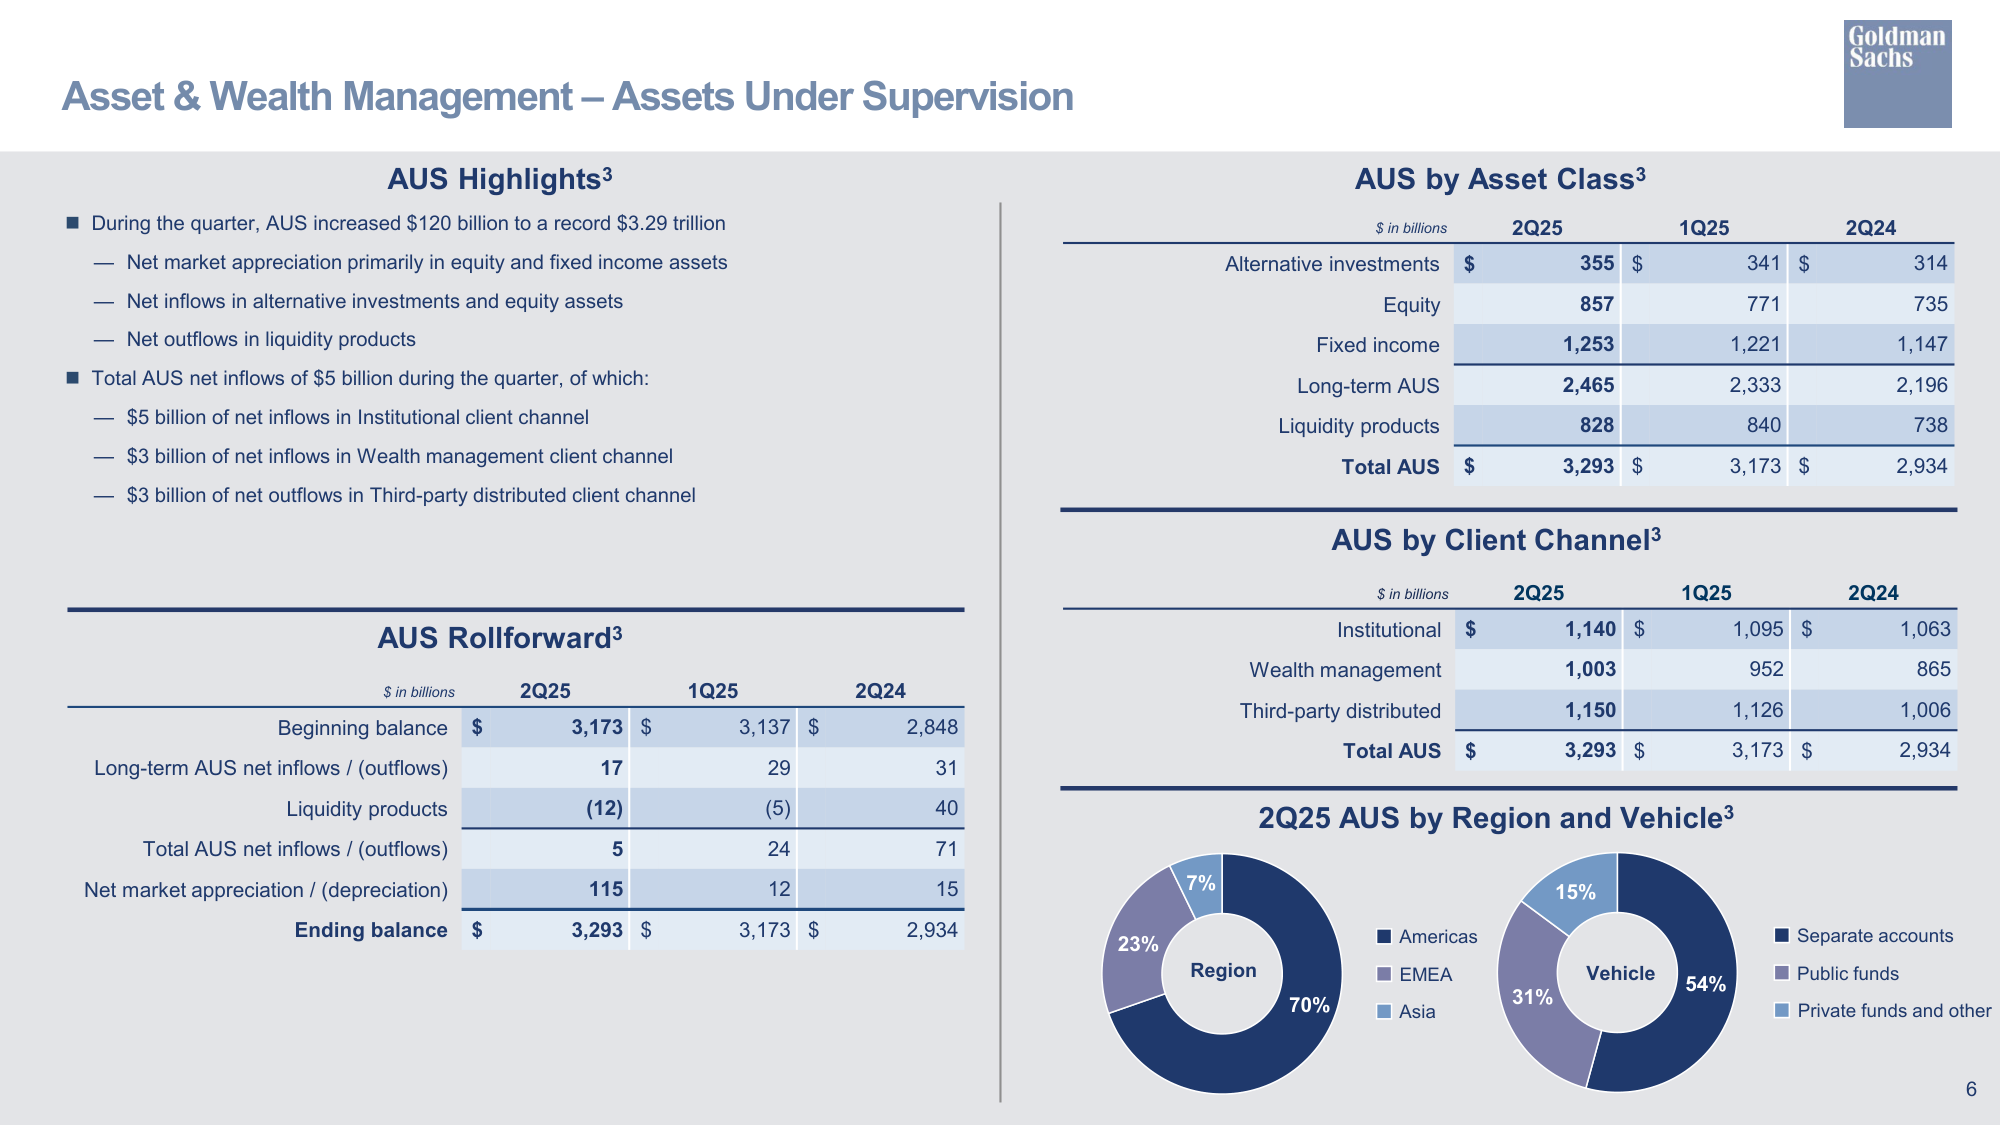 Goldman
Sachs
Asset & Wealth Management – Assets Under Supervision
AUS Highlights³
■ During the quarter, AUS increased $120 billion to a record $3.29 trillion
— Net market appreciation primarily in equity and fixed income assets
— Net inflows in alternative investments and equity assets
— Net outflows in liquidity products
■ Total AUS net inflows of $5 billion during the quarter, of which:
— $5 billion of net inflows in Institutional client channel
— $3 billion of net inflows in Wealth management client channel
— $3 billion of net outflows in Third-party distributed client channel
AUS Rollforward³
$ in billions 2Q25 1Q25 2Q24
Beginning balance $ 3,173 $ 3,137 $ 2,848
Long-term AUS net inflows / (outflows) 17 29 31
Liquidity products (12) (5) 40
Total AUS net inflows / (outflows) 5 24 71
Net market appreciation / (depreciation) 115 12 15
Ending balance $ 3,293 $ 3,173 $ 2,934
AUS by Asset Class³
$ in billions 2Q25 1Q25 2Q24
Alternative investments $ 355 $ 341 $ 314
Equity 857 771 735
Fixed income 1,253 1,221 1,147
Long-term AUS 2,465 2,333 2,196
Liquidity products 828 840 738
Total AUS $ 3,293 $ 3,173 $ 2,934
AUS by Client Channel³
$ in billions 2Q25 1Q25 2Q24
Institutional $ 1,140 $ 1,095 $ 1,063
Wealth management 1,003 952 865
Third-party distributed 1,150 1,126 1,006
Total AUS $ 3,293 $ 3,173 $ 2,934
2Q25 AUS by Region and Vehicle³
7%
23%
Region
70%
Americas
EMEA
Asia
15%
31%
Vehicle
54%
Separate accounts
Public funds
Private funds and other
6